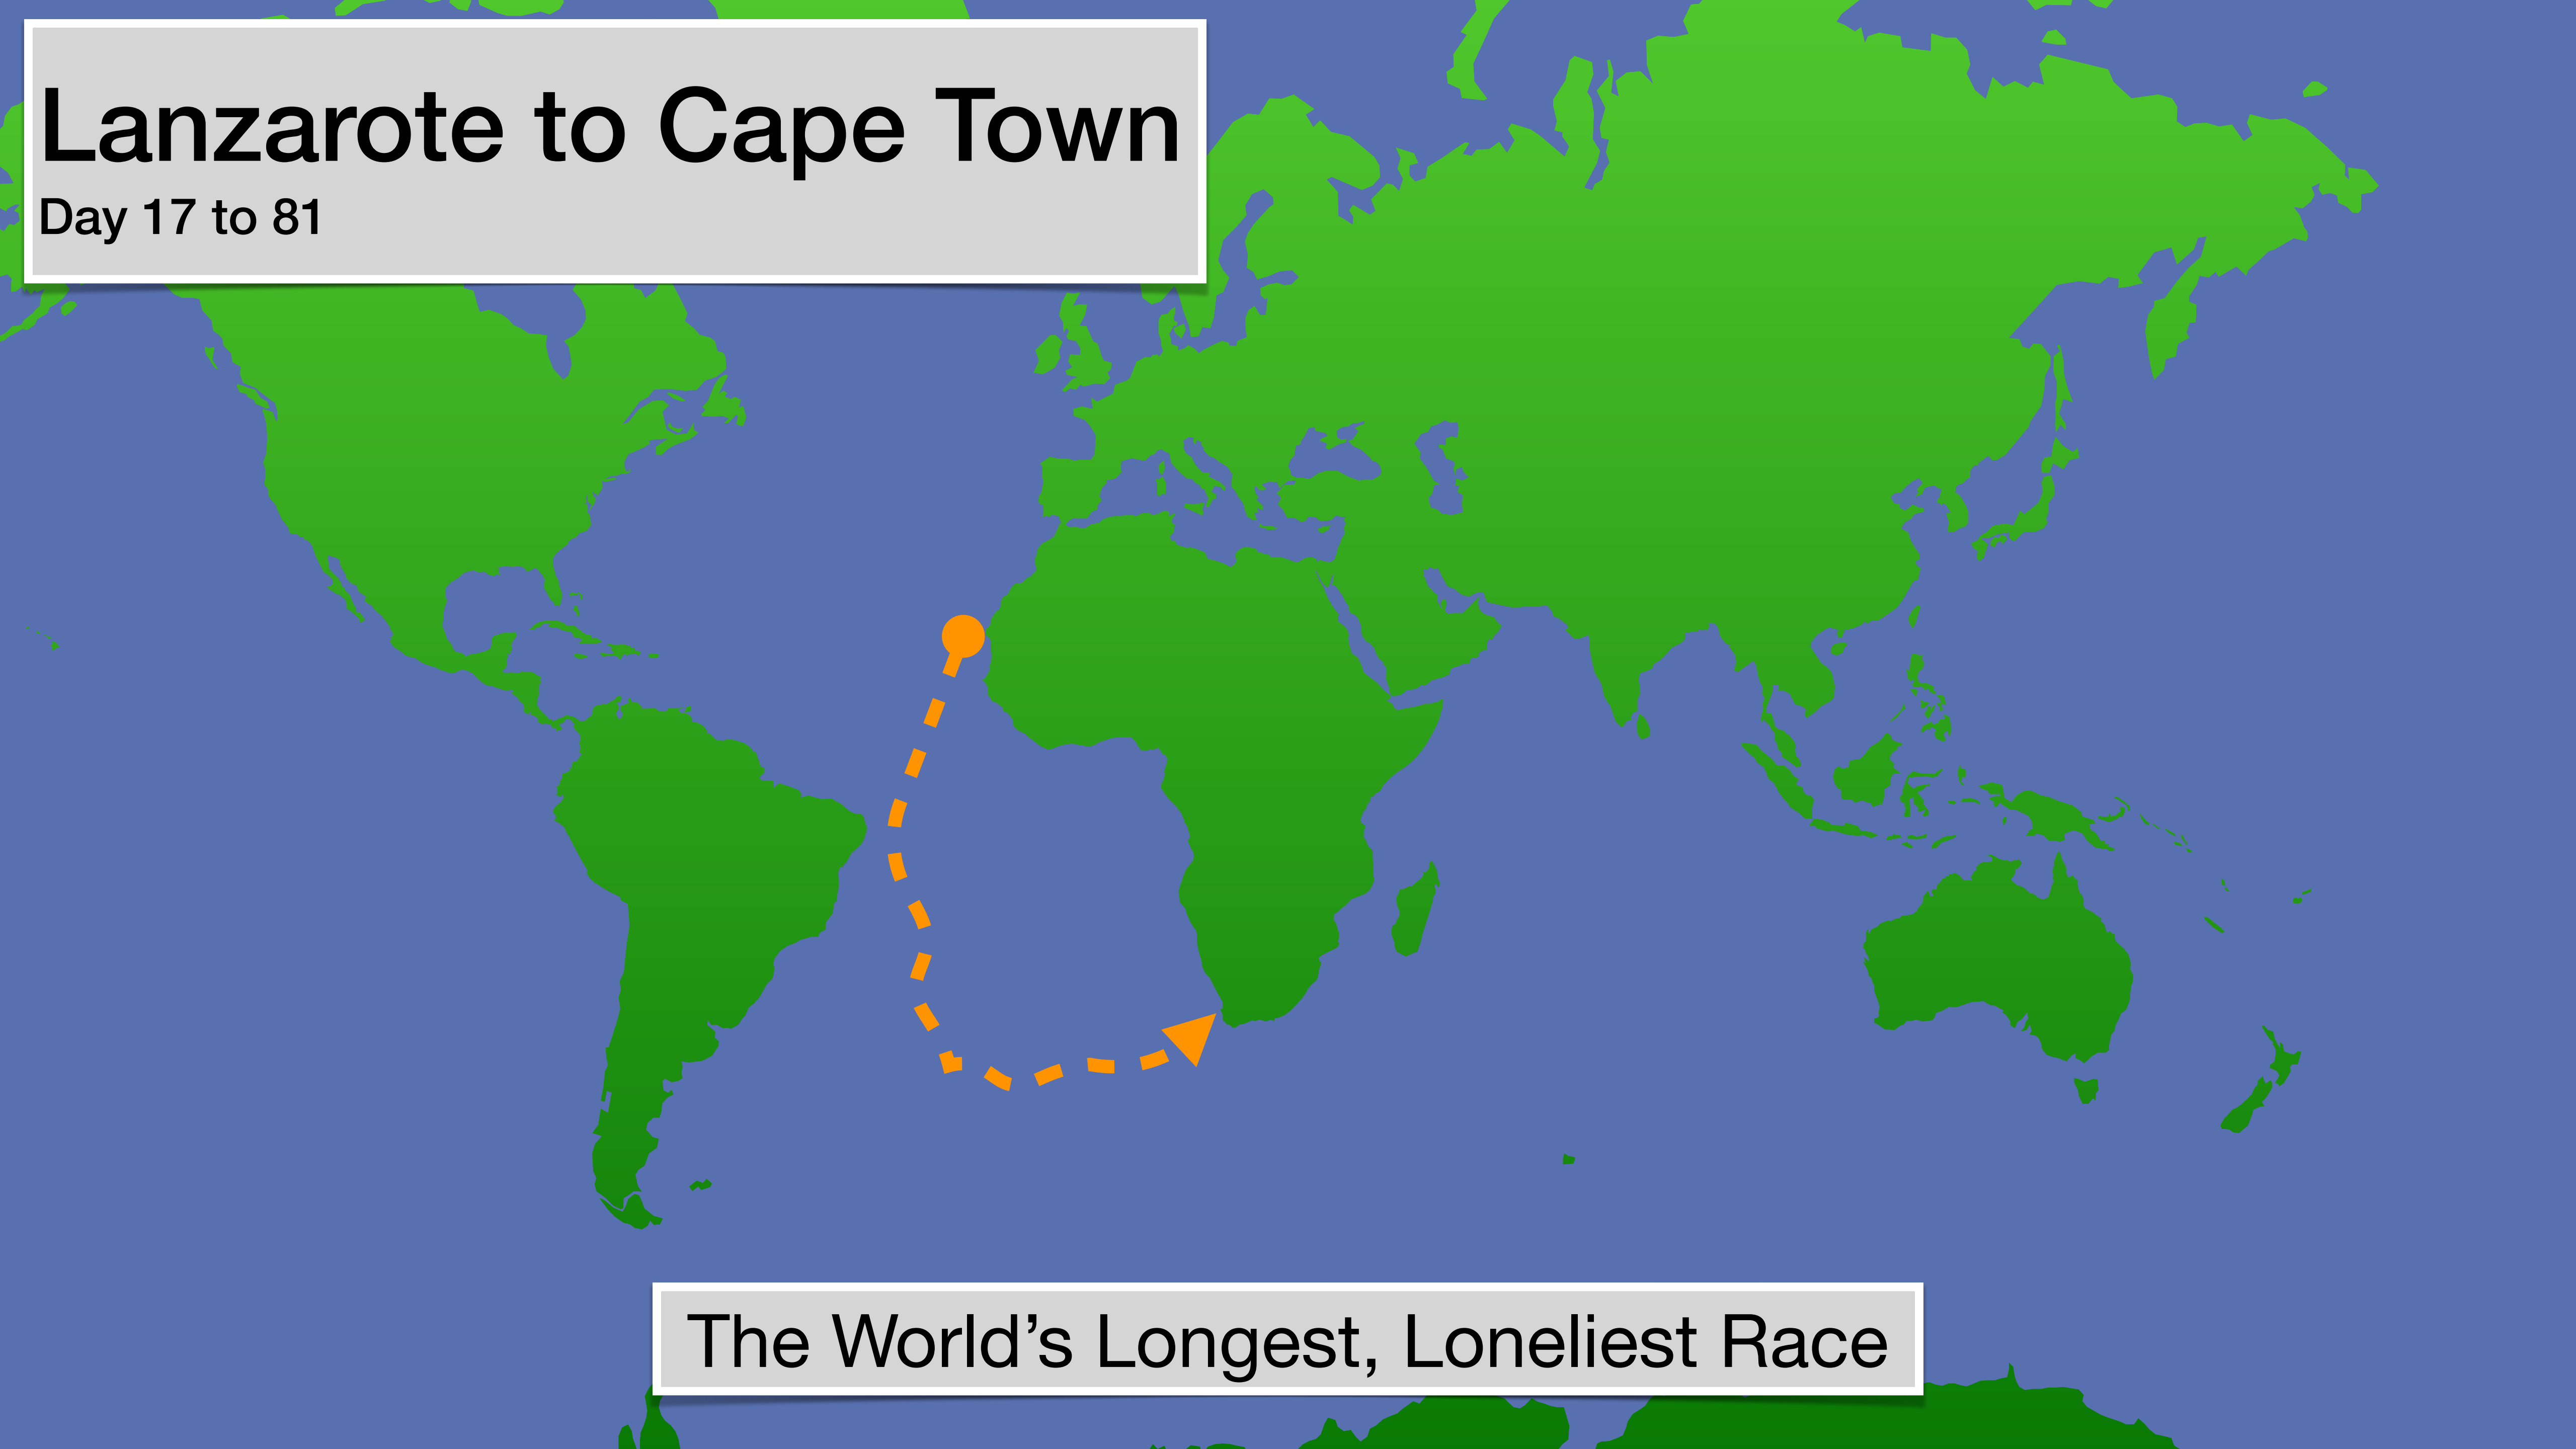 Lanzarote to Cape Town
Day 17 to 81
The World’s Longest, Loneliest Race